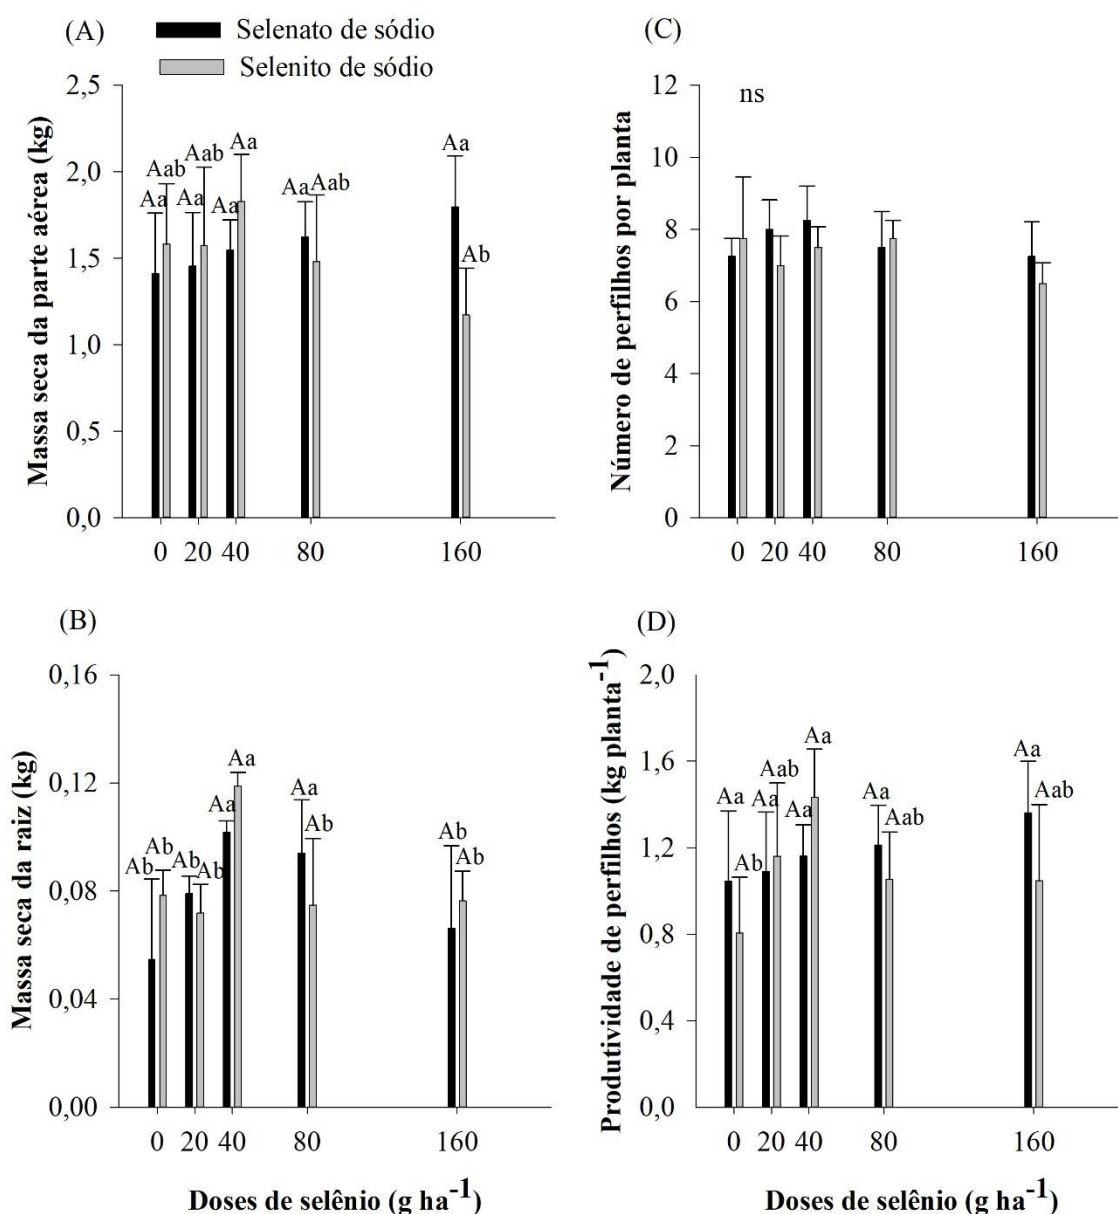 (A)
Selenato de sódio
Selenito de sódio
Massa seca da parte aérea (kg)
2,5
2,0
1,5
1,0
0,5
0,0
Aa
Aab
Aa
Aab
Aa
Aa
Aa
Aab
Aa
Ab
0 20 40 80 160
(C)
ns
Número de perfilhos por planta
12
10
8
6
4
2
0
0 20 40 80 160
(B)
Massa seca da raiz (kg)
0,16
0,12
0,08
0,04
0,00
Ab
Ab
Ab
Ab
Aa
Aa
Aa
Ab
Ab
Ab
0 20 40 80 160
Doses de selênio (g ha-1)
(D)
Produtividade de perfilhos (kg planta-1)
2,0
1,6
1,2
0,8
0,4
0,0
Aa
Ab
Aa
Aab
Aa
Aa
Aa
Aab
Aa
Aab
0 20 40 80 160
Doses de selênio (g ha-1)